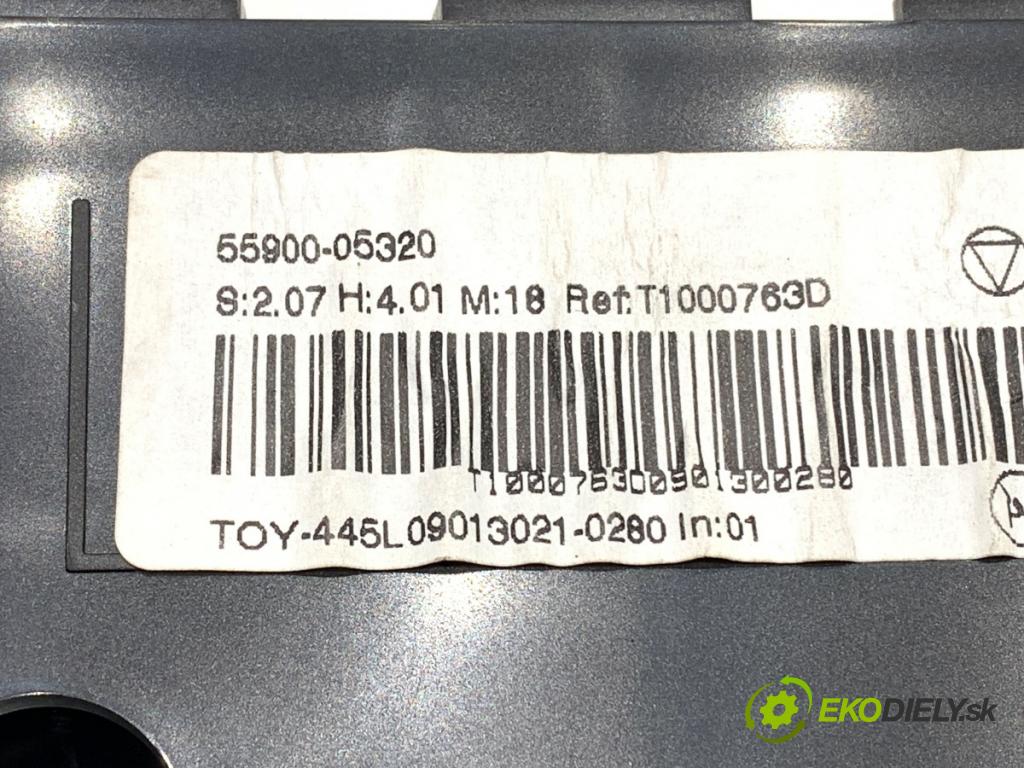 55900-05320
S:2.07 H:4.01 M:18 Ref:T1000763D
T1000763D0901300280
TOY-445L09013021-0280 In:01
EKODIELY.sk